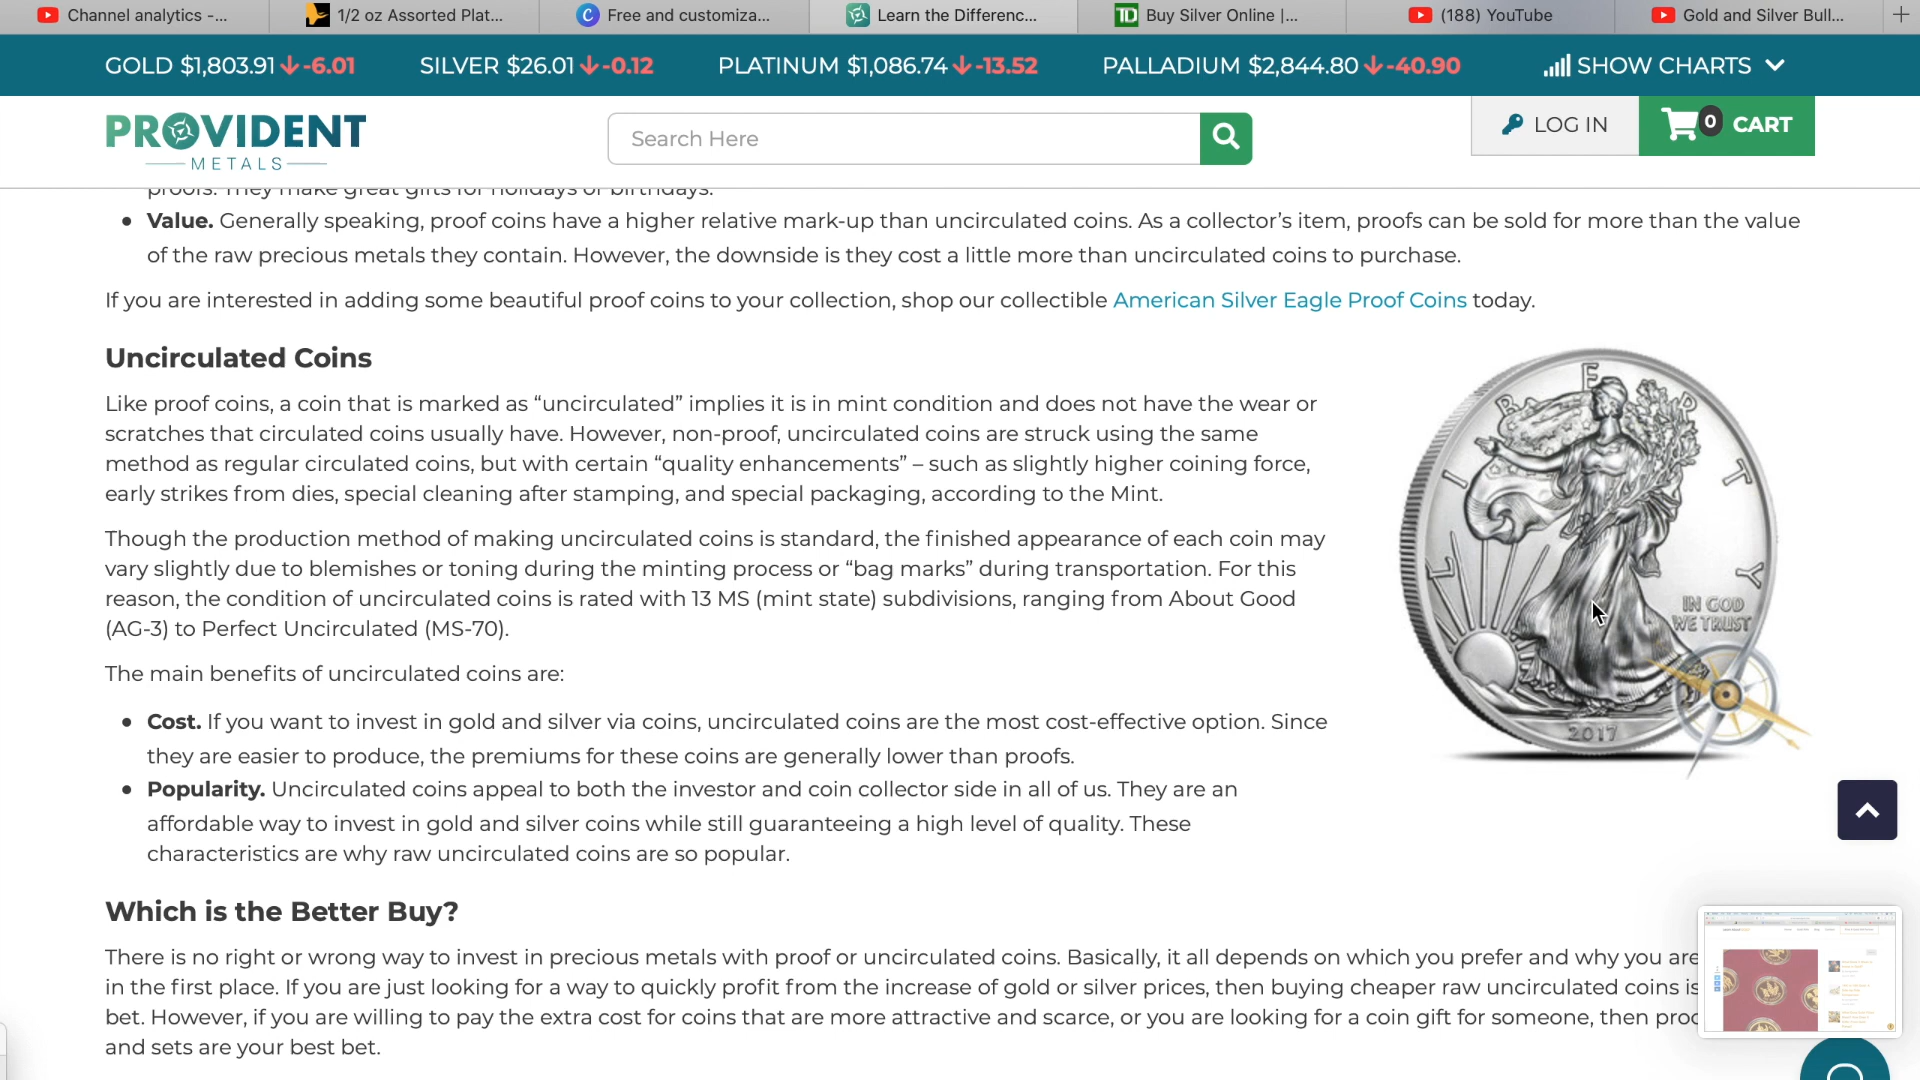 Channel analytics -...
1/2 oz Assorted Plat...
Free and customiza...
Learn the Differenc...
Buy Silver Online |...
(188) YouTube
Gold and Silver Bull...
GOLD $1,803.91 -6.01 SILVER $26.01 -0.12 PLATINUM $1,086.74 -13.52 PALLADIUM $2,844.80 -40.90 SHOW CHARTS
PROVIDENT
METALS
Search Here
LOG IN
0 CART
proofs. They make great gifts for holidays or birthdays.
• Value. Generally speaking, proof coins have a higher relative mark-up than uncirculated coins. As a collector’s item, proofs can be sold for more than the value
of the raw precious metals they contain. However, the downside is they cost a little more than uncirculated coins to purchase.
If you are interested in adding some beautiful proof coins to your collection, shop our collectible American Silver Eagle Proof Coins today.
Uncirculated Coins
Like proof coins, a coin that is marked as “uncirculated” implies it is in mint condition and does not have the wear or
scratches that circulated coins usually have. However, non-proof, uncirculated coins are struck using the same
method as regular circulated coins, but with certain “quality enhancements” – such as slightly higher coining force,
early strikes from dies, special cleaning after stamping, and special packaging, according to the Mint.
Though the production method of making uncirculated coins is standard, the finished appearance of each coin may
vary slightly due to blemishes or toning during the minting process or “bag marks” during transportation. For this
reason, the condition of uncirculated coins is rated with 13 MS (mint state) subdivisions, ranging from About Good
(AG-3) to Perfect Uncirculated (MS-70).
The main benefits of uncirculated coins are:
• Cost. If you want to invest in gold and silver via coins, uncirculated coins are the most cost-effective option. Since
they are easier to produce, the premiums for these coins are generally lower than proofs.
• Popularity. Uncirculated coins appeal to both the investor and coin collector side in all of us. They are an
affordable way to invest in gold and silver coins while still guaranteeing a high level of quality. These
characteristics are why raw uncirculated coins are so popular.
LIBERTY
IN GOD
WE TRUST
2017
Which is the Better Buy?
There is no right or wrong way to invest in precious metals with proof or uncirculated coins. Basically, it all depends on which you prefer and why you are
in the first place. If you are just looking for a way to quickly profit from the increase of gold or silver prices, then buying cheaper raw uncirculated coins is
bet. However, if you are willing to pay the extra cost for coins that are more attractive and scarce, or you are looking for a coin gift for someone, then
and sets are your best bet.